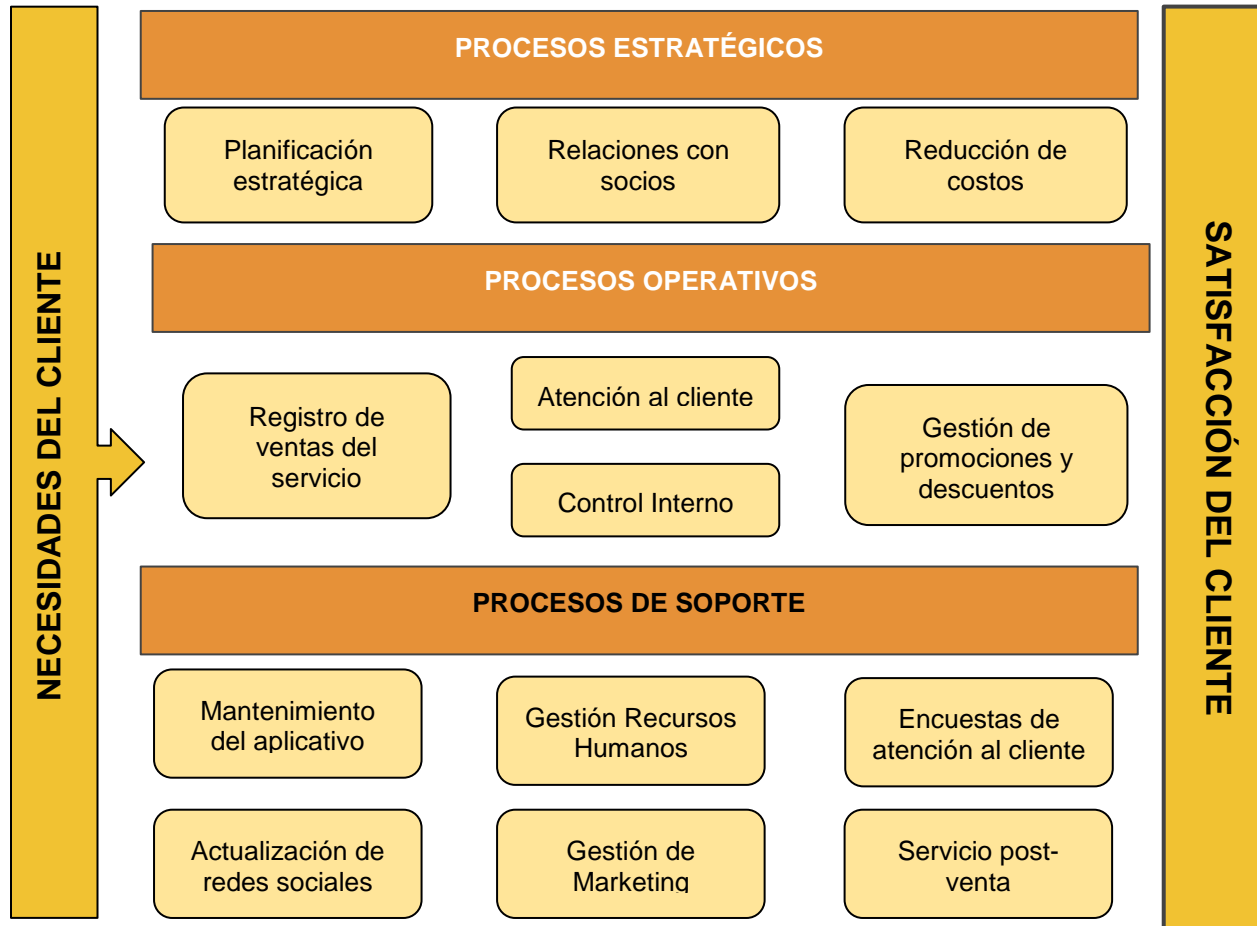 NECESIDADES DEL CLIENTE
PROCESOS ESTRATÉGICOS
Planificación
estratégica
Relaciones con
socios
Reducción de
costos
PROCESOS OPERATIVOS
Registro de
ventas del
servicio
Atención al cliente
Control Interno
Gestión de
promociones y
descuentos
PROCESOS DE SOPORTE
Mantenimiento
del aplicativo
Gestión Recursos
Humanos
Encuestas de
atención al cliente
Actualización de
redes sociales
Gestión de
Marketing
Servicio post-
venta
SATISFACCIÓN DEL CLIENTE